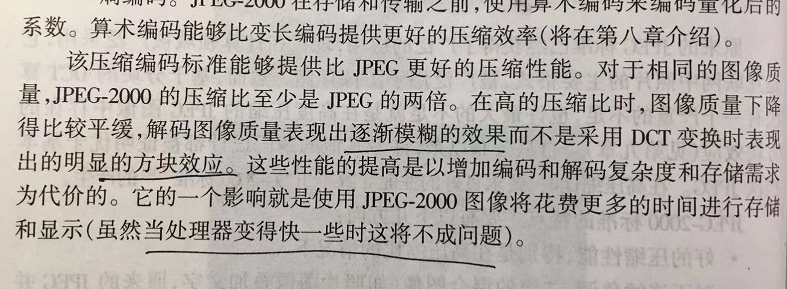 编码。JPEG-2000 在存储和传输之前,使用算术编码来编码量化后的
系数。算术编码能够比变长编码提供更好的压缩效率(将在第八章介绍)。
该压缩编码标准能够提供比 JPEG 更好的压缩性能。对于相同的图像质
量,JPEG-2000 的压缩比至少是 JPEG 的两倍。在高的压缩比时,图像质量下降
得比较平缓,解码图像质量表现出逐渐模糊的效果而不是采用 DCT 变换时表现
出的明显的方块效应。这些性能的提高是以增加编码和解码复杂度和存储需求
为代价的。它的一个影响就是使用 JPEG-2000 图像将花费更多的时间进行存储
和显示(虽然当处理器变得快一些时这将不成问题)。